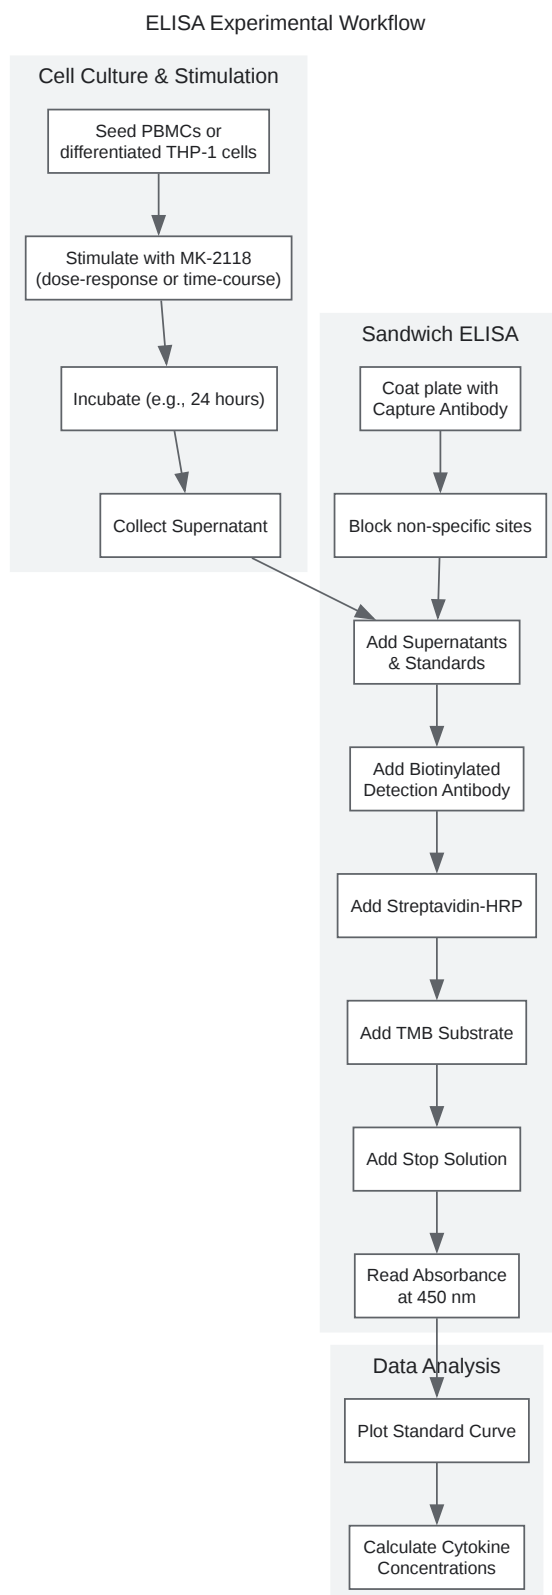 ELISA Experimental Workflow
Cell Culture & Stimulation
Seed PBMCs or
differentiated THP-1 cells
Stimulate with MK-2118
(dose-response or time-course)
Incubate (e.g., 24 hours)
Collect Supernatant
Sandwich ELISA
Coat plate with
Capture Antibody
Block non-specific sites
Add Supernatants
& Standards
Add Biotinylated
Detection Antibody
Add Streptavidin-HRP
Add TMB Substrate
Add Stop Solution
Read Absorbance
at 450 nm
Data Analysis
Plot Standard Curve
Calculate Cytokine
Concentrations